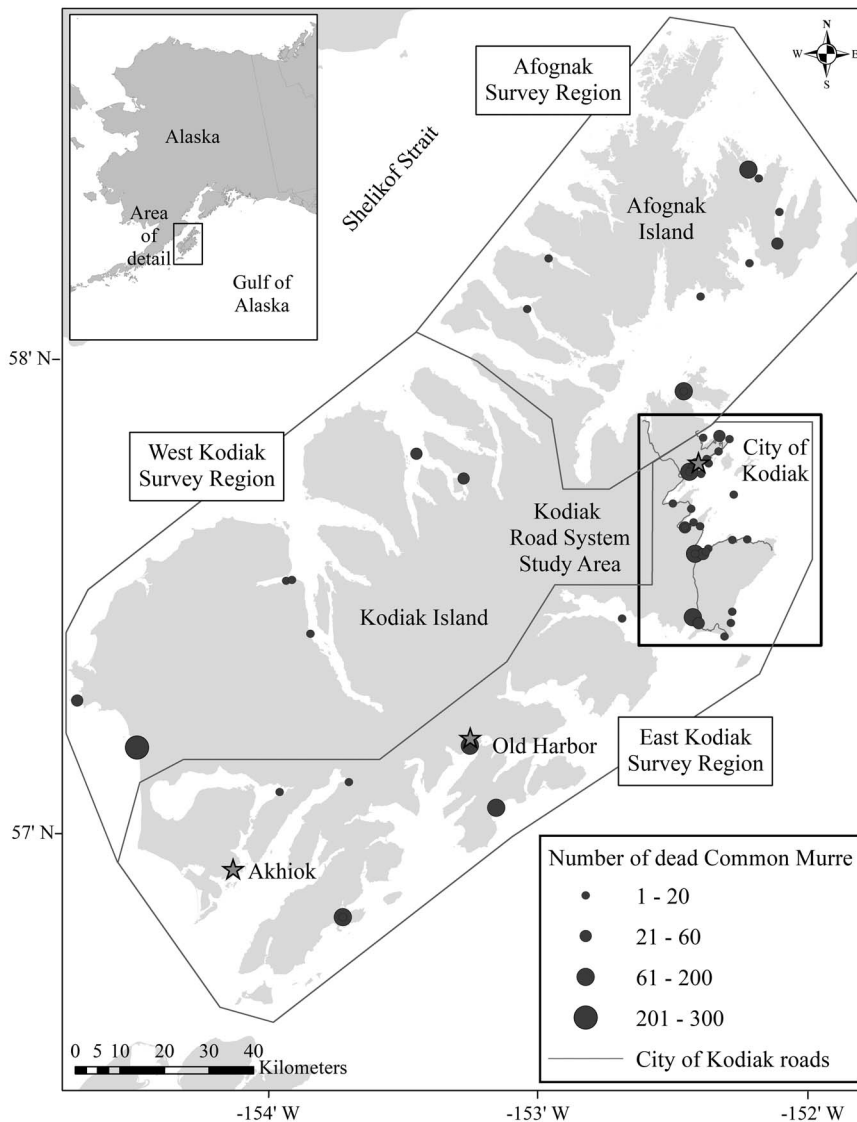 Alaska
Area
of
detail
Gulf of
Alaska
Shelikof Strait
Afognak
Survey Region
N
W
E
S
Afognak
Island
58' N
West Kodiak
Survey Region
City of
Kodiak
Kodiak
Road System
Study Area
Kodiak Island
Old Harbor
East Kodiak
Survey Region
57' N
Akhiok
Number of dead Common Murre
1 - 20
21 - 60
61 - 200
201 - 300
City of Kodiak roads
0 5 10 20 30 40
Kilometers
-154' W
-153' W
-152' W